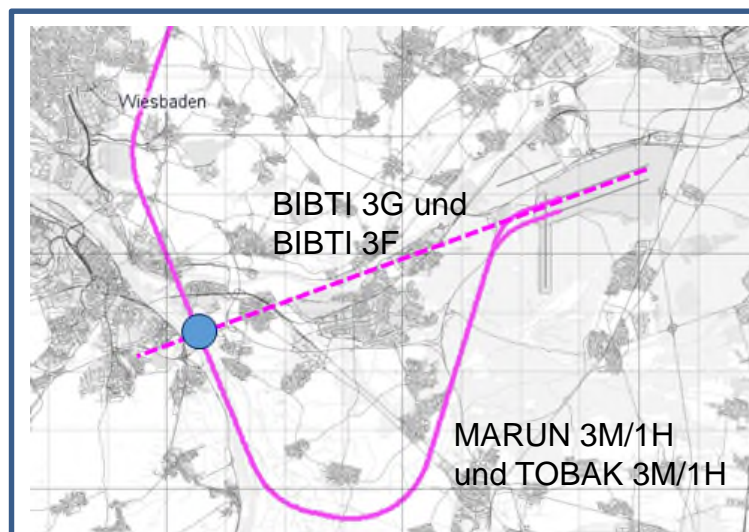 Wiesbaden
BIBTI 3G und
BIBTI 3F
MARUN 3M/1H
und TOBAK 3M/1H